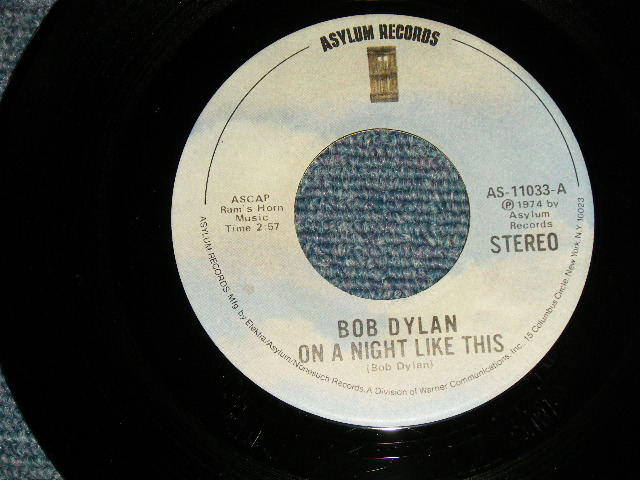 ASYLUM RECORDS
ASCAP
Ram's Horn
Music
Time 2:57
AS-11033-A
Ⓟ 1974 by
Asylum
Records
STEREO
BOB DYLAN
ON A NIGHT LIKE THIS
(Bob Dylan)
ASYLUM RECORDS Mfg. by Elektra/Asylum/Nonesuch Records, A Division of Warner Communications, Inc. 15 Columbus Circle, New York, N.Y. 10023